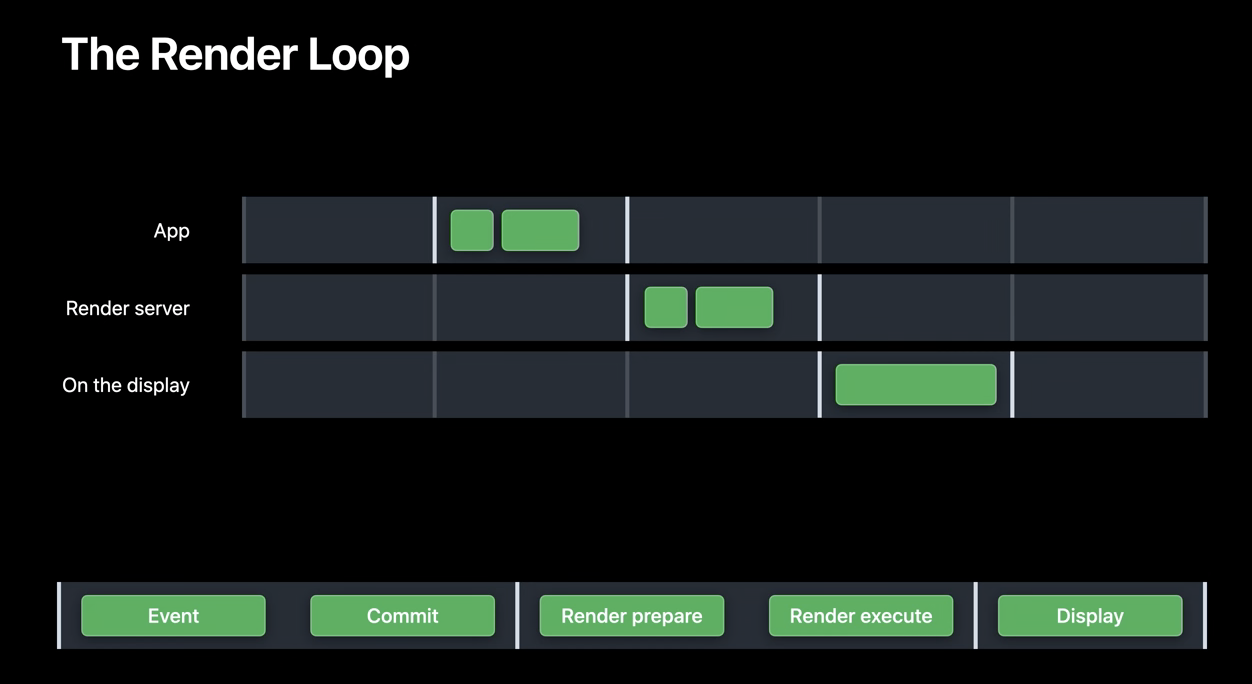 The Render Loop
App
Render server
On the display
Event Commit Render prepare Render execute Display